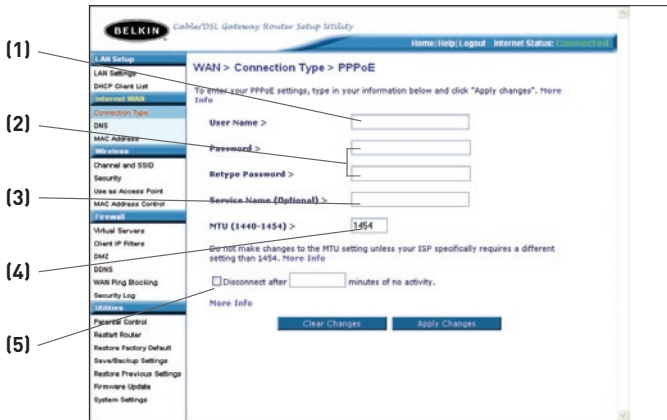 BELKIN Cable/DSL Gateway Router Setup Utility
Home|Help|Logout Internet Status: Connected
LAN Setup
LAN Settings
DHCP Client List
Internet WAN
Connection Type
DNS
MAC Address
Wireless
Channel and SSID
Security
Use as Access Point
MAC Address Control
Firewall
Virtual Servers
Client IP Filters
DMZ
DDNS
WAN Ping Blocking
Security Log
Utilities
Parental Control
Restart Router
Restore Factory Default
Save/Backup Settings
Restore Previous Settings
Firmware Update
System Settings
WAN > Connection Type > PPPoE
To enter your PPPoE settings, type in your information below and click "Apply changes". More
Info
(1)
User Name >
(2)
Password >
Retype Password >
(3)
Service Name (Optional) >
(4)
MTU (1440-1454) > 1454
Do not make changes to the MTU setting unless your ISP specifically requires a different
setting than 1454. More Info
(5)
Disconnect after minutes of no activity.
More Info
Clear Changes Apply Changes